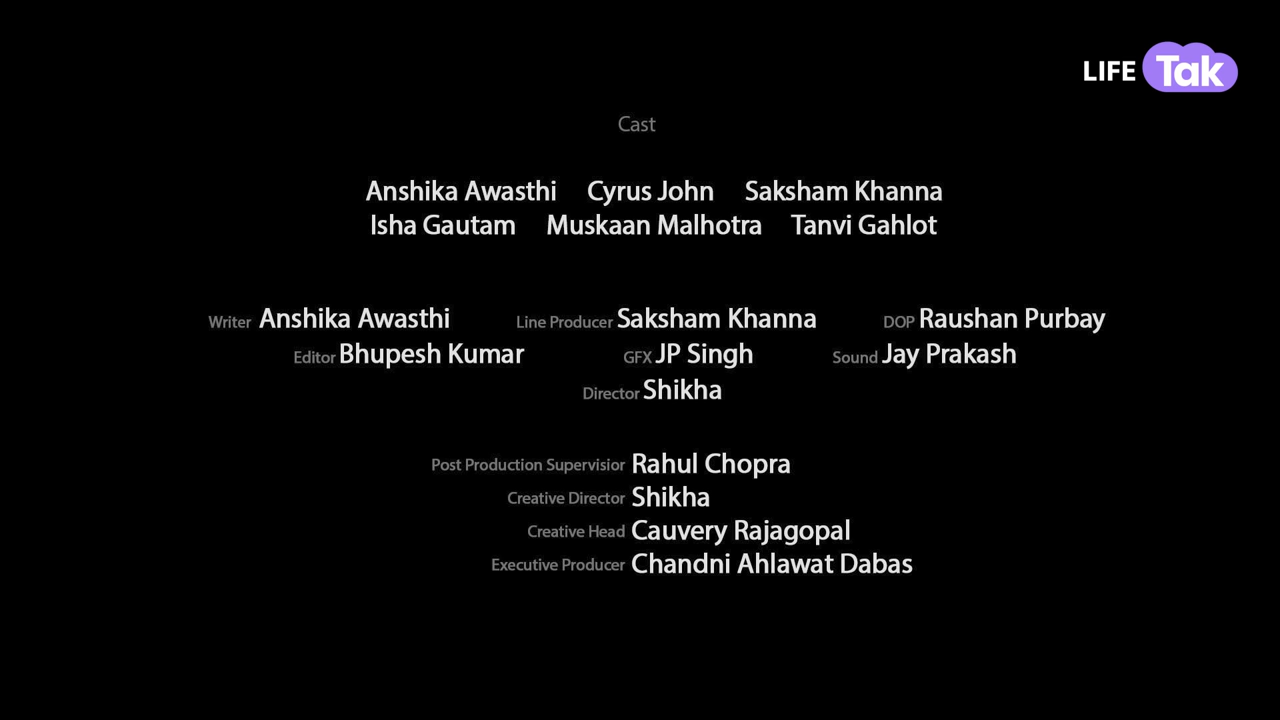 LIFE Tak
Cast
Anshika Awasthi Cyrus John Saksham Khanna
Isha Gautam Muskaan Malhotra Tanvi Gahlot
Writer Anshika Awasthi Line Producer Saksham Khanna DOP Raushan Purbay
Editor Bhupesh Kumar GFX JP Singh Sound Jay Prakash
Director Shikha
Post Production Supervisior Rahul Chopra
Creative Director Shikha
Creative Head Cauvery Rajagopal
Executive Producer Chandni Ahlawat Dabas